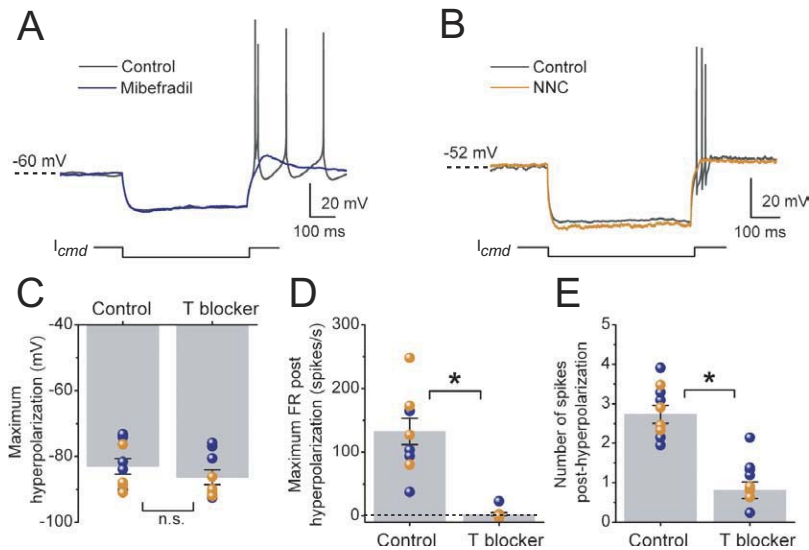 A
Control
Mibefradil
-60 mV
20 mV
100 ms
Icmd
B
Control
NNC
-52 mV
20 mV
100 ms
Icmd
C
Control T blocker
Maximum
hyperpolarization (mV)
-40
-60
-80
-100
n.s.
D
Maximum FR post
hyperpolarization (spikes/s)
300
200
100
0
*
Control T blocker
E
Number of spikes
post-hyperpolarization
5
4
3
2
1
0
*
Control T blocker